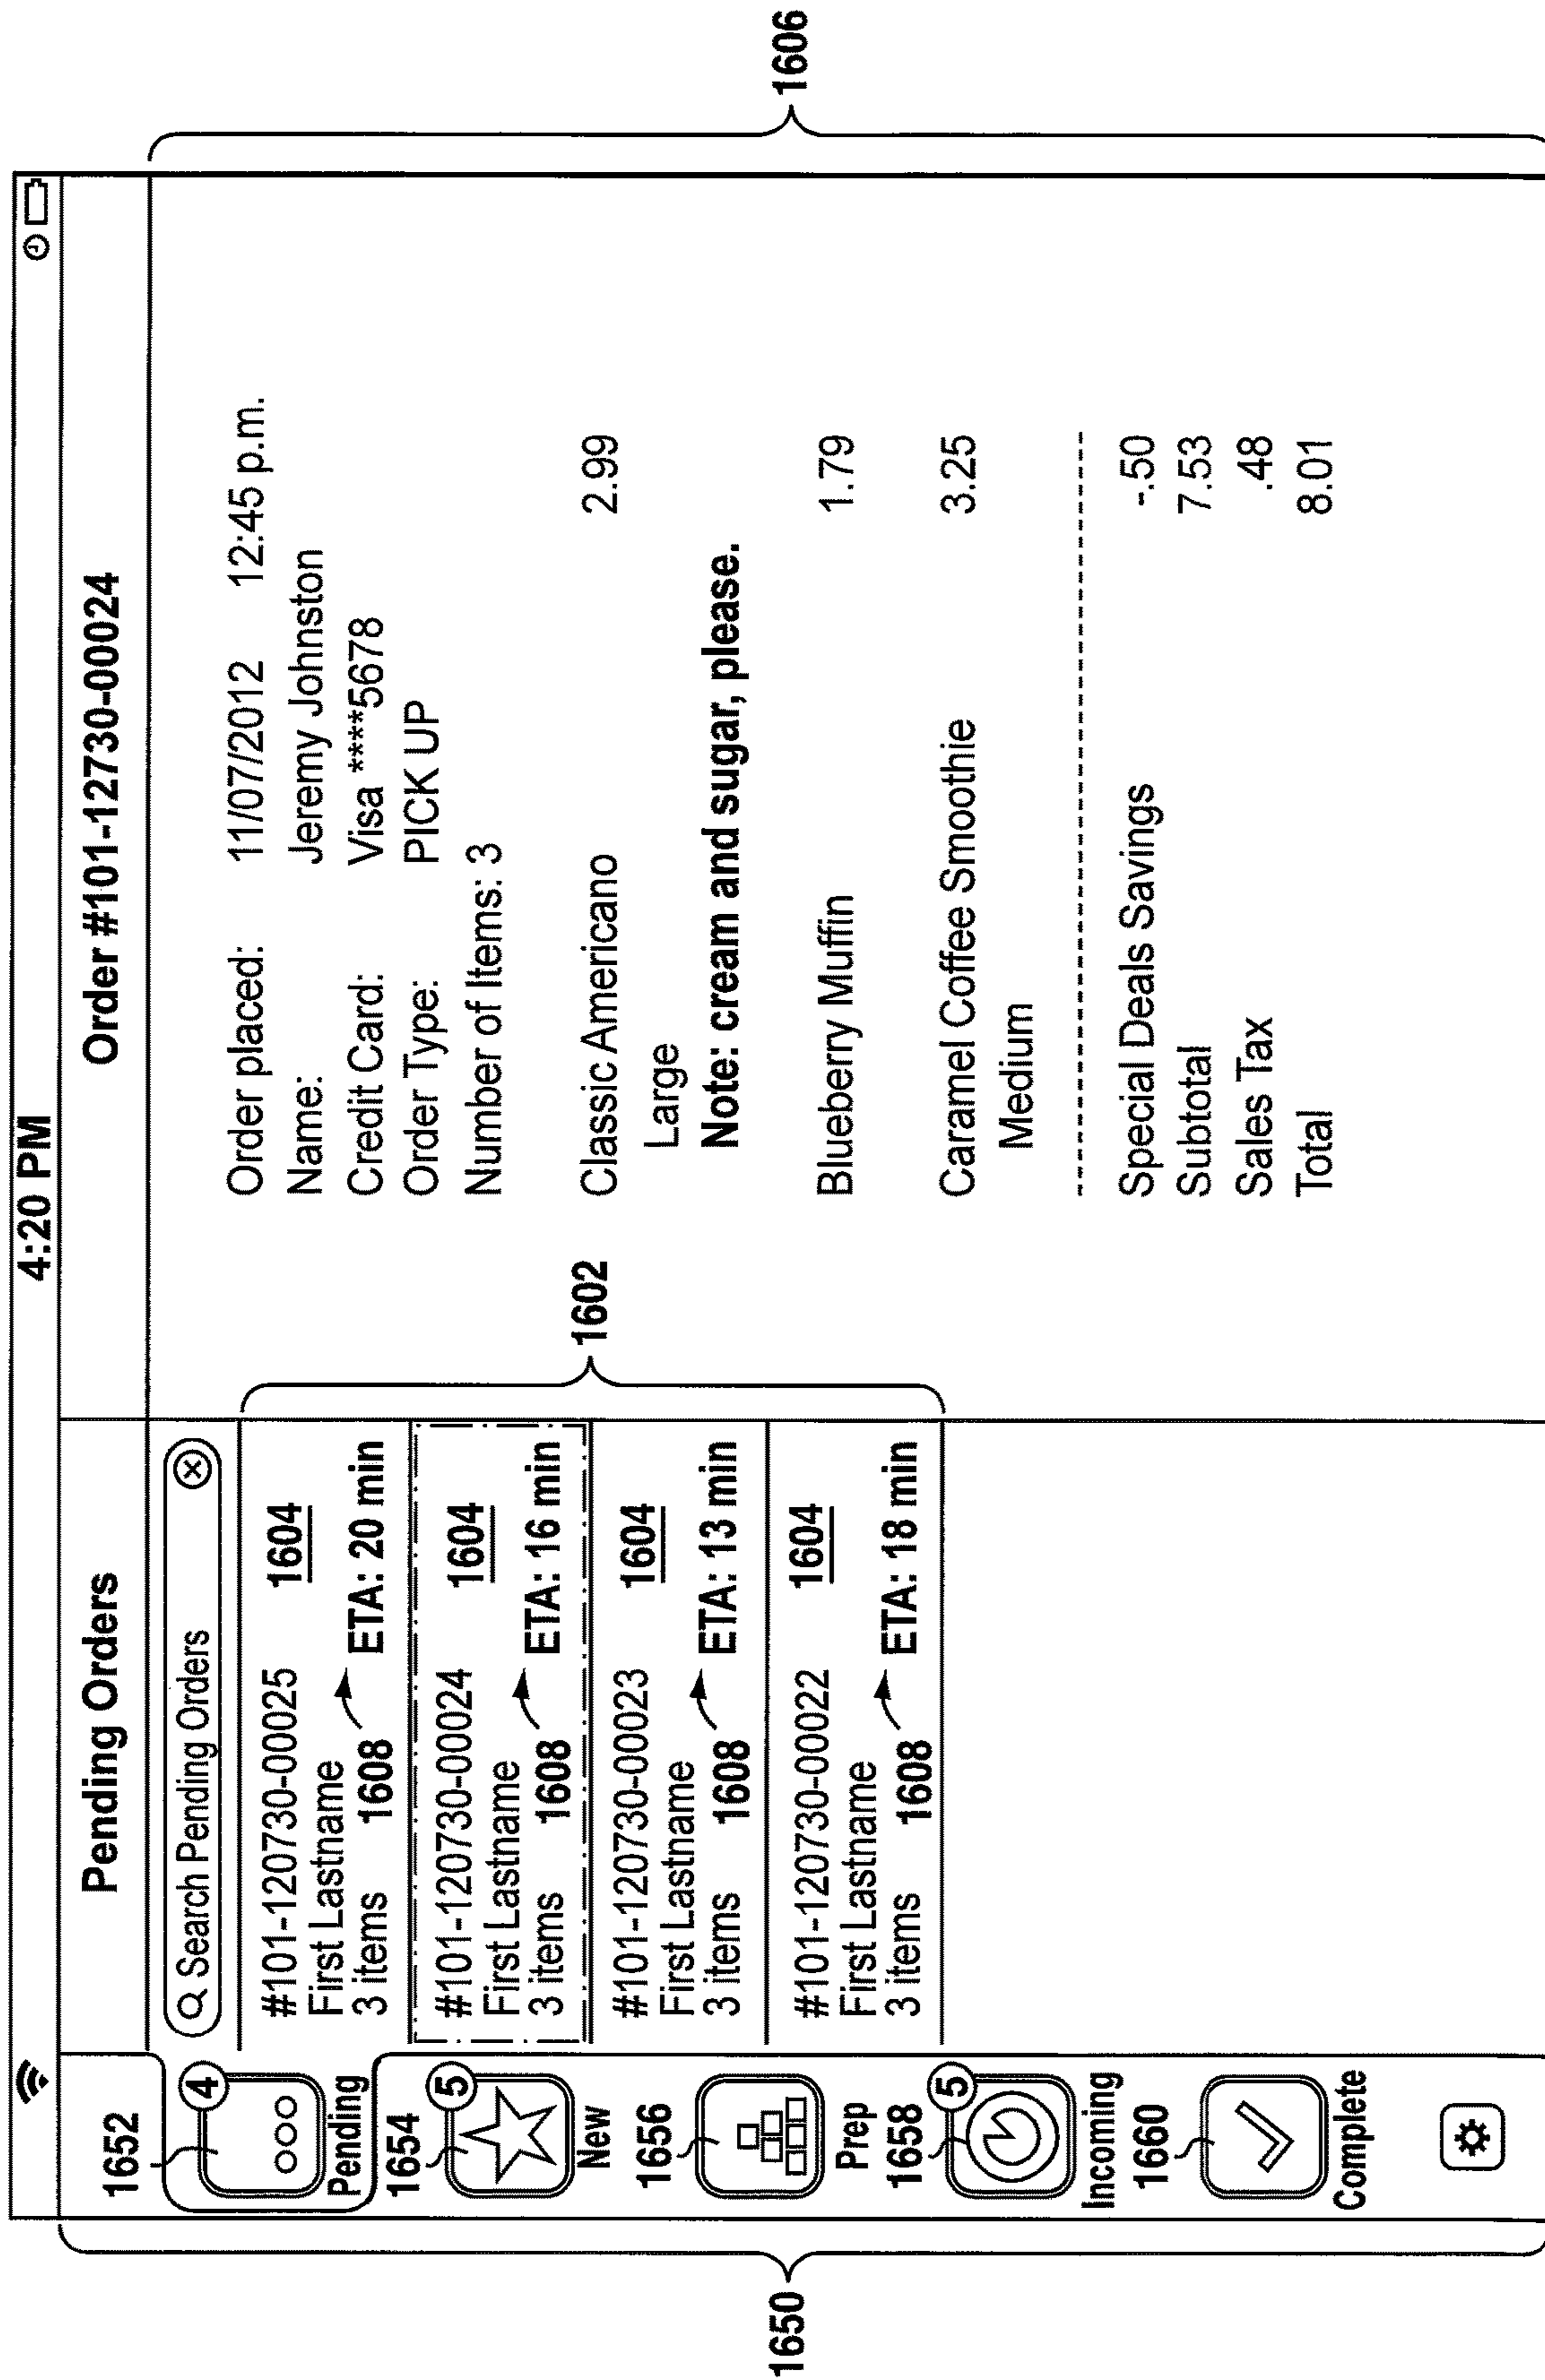 4:20 PM
Pending Orders
Order #101-12730-00024
1652
4
Pending
1654
5
New
1656
Prep
1658
5
Incoming
1660
Complete
1650
Search Pending Orders
#101-120730-00025
1604
First Lastname
3 items
1608
ETA: 20 min
#101-120730-00024
1604
First Lastname
3 items
1608
ETA: 16 min
#101-120730-00023
1604
First Lastname
3 items
1608
ETA: 13 min
#101-120730-00022
1604
First Lastname
3 items
1608
ETA: 18 min
1602
Order placed: 11/07/2012 12:45 p.m.
Name: Jeremy Johnston
Credit Card: Visa ****5678
Order Type: PICK UP
Number of Items: 3
Classic Americano 2.99
Large
Note: cream and sugar, please.
Blueberry Muffin 1.79
Caramel Coffee Smoothie 3.25
Medium
Special Deals Savings -.50
Subtotal 7.53
Sales Tax .48
Total 8.01
1606